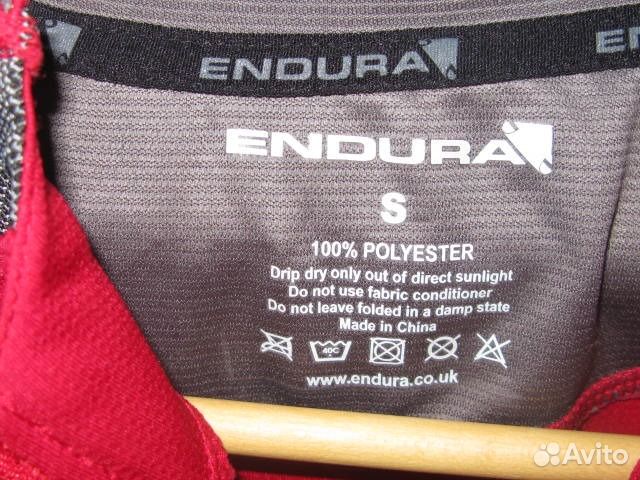 ENDURA
ENDURA
S
100% POLYESTER
Drip dry only out of direct sunlight
Do not use fabric conditioner
Do not leave folded in a damp state
Made in China
40C
www.endura.co.uk
Avito